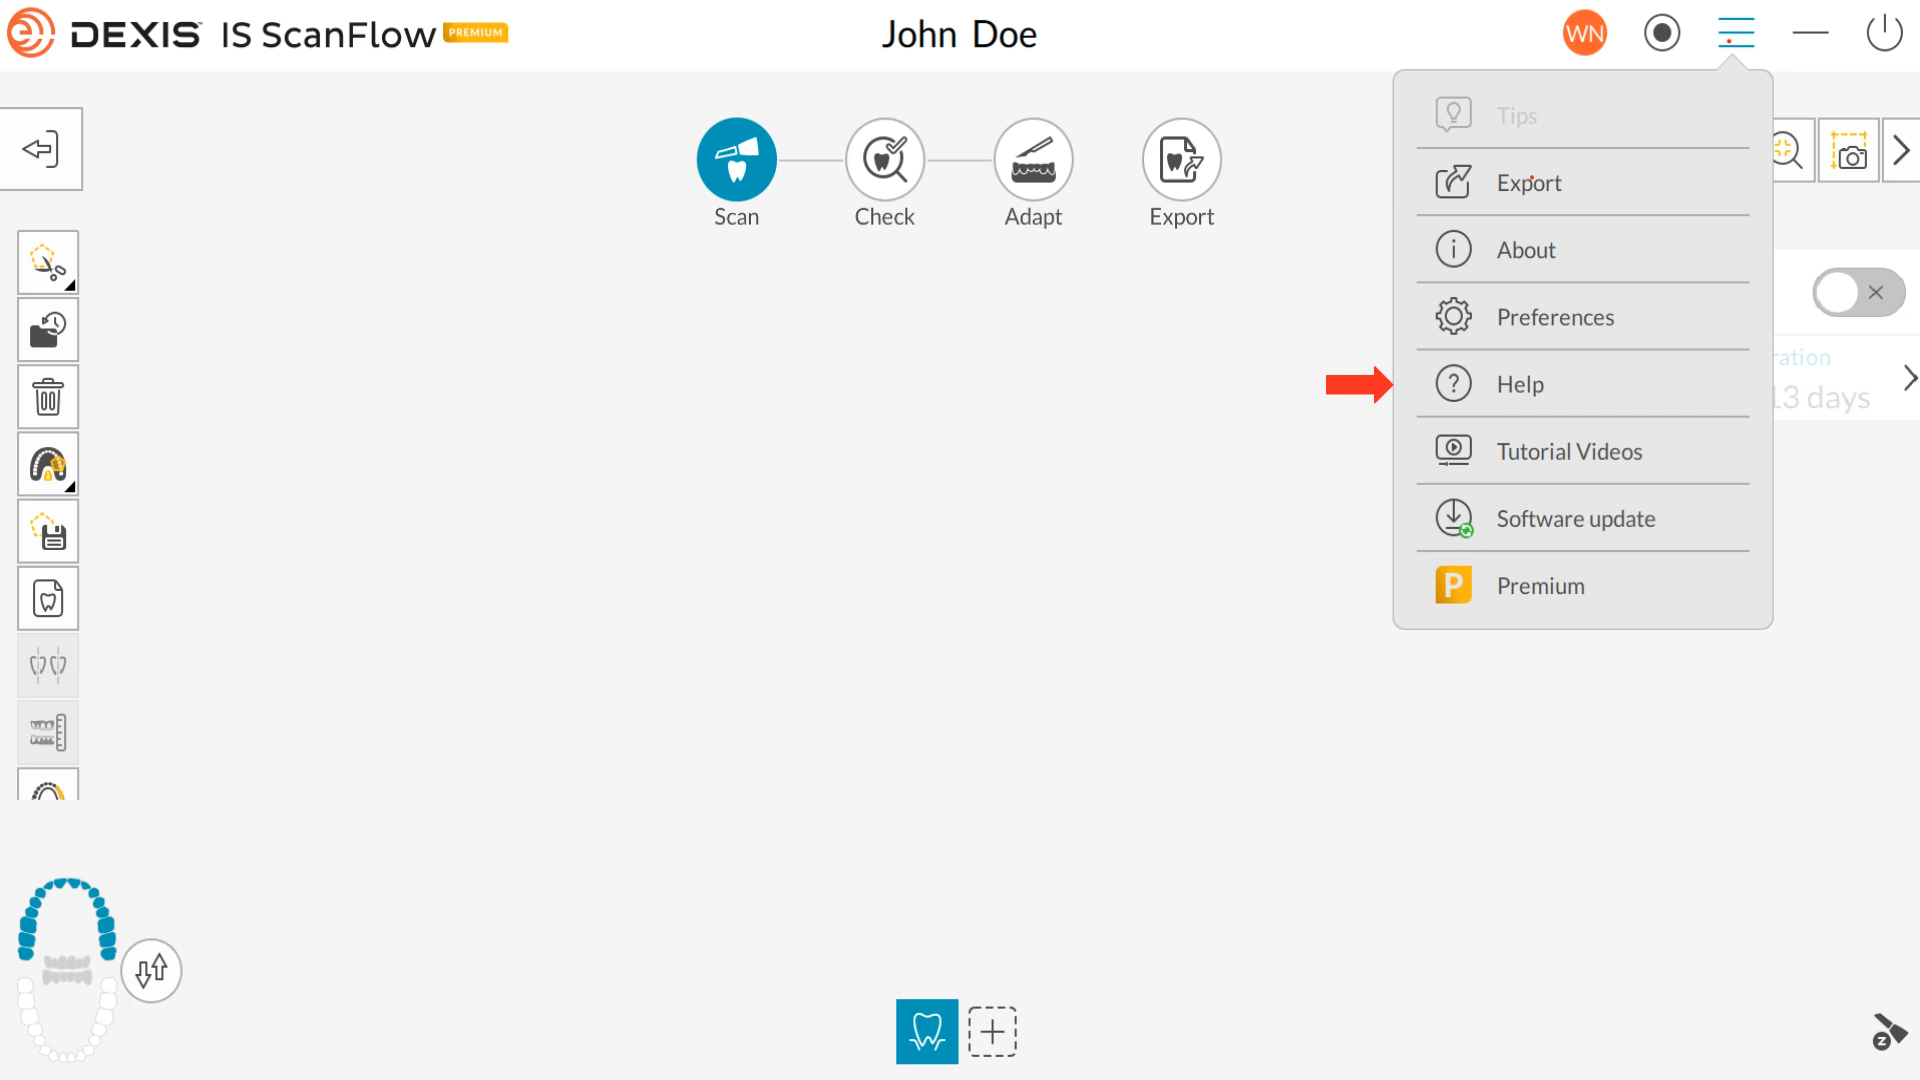 DEXIS IS ScanFlow PREMIUM
John Doe
WN
Scan
Check
Adapt
Export
Tips
Export
About
Preferences
Help
Tutorial Videos
Software update
P Premium
ration
13 days
z